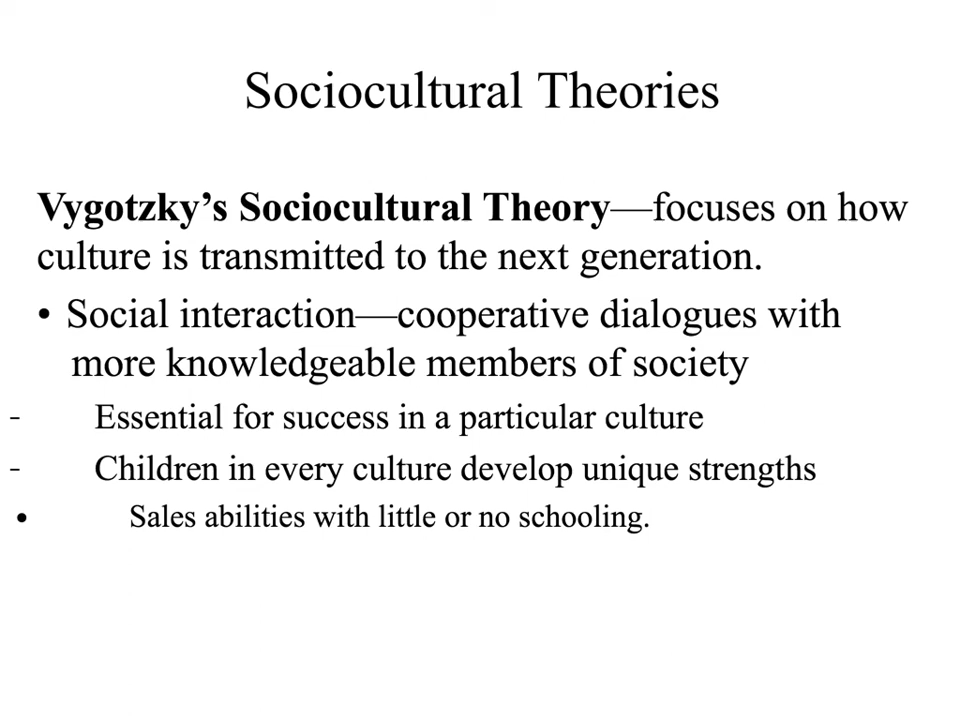 Sociocultural Theories
Vygotzky’s Sociocultural Theory—focuses on how
culture is transmitted to the next generation.
• Social interaction—cooperative dialogues with
more knowledgeable members of society
- Essential for success in a particular culture
- Children in every culture develop unique strengths
• Sales abilities with little or no schooling.